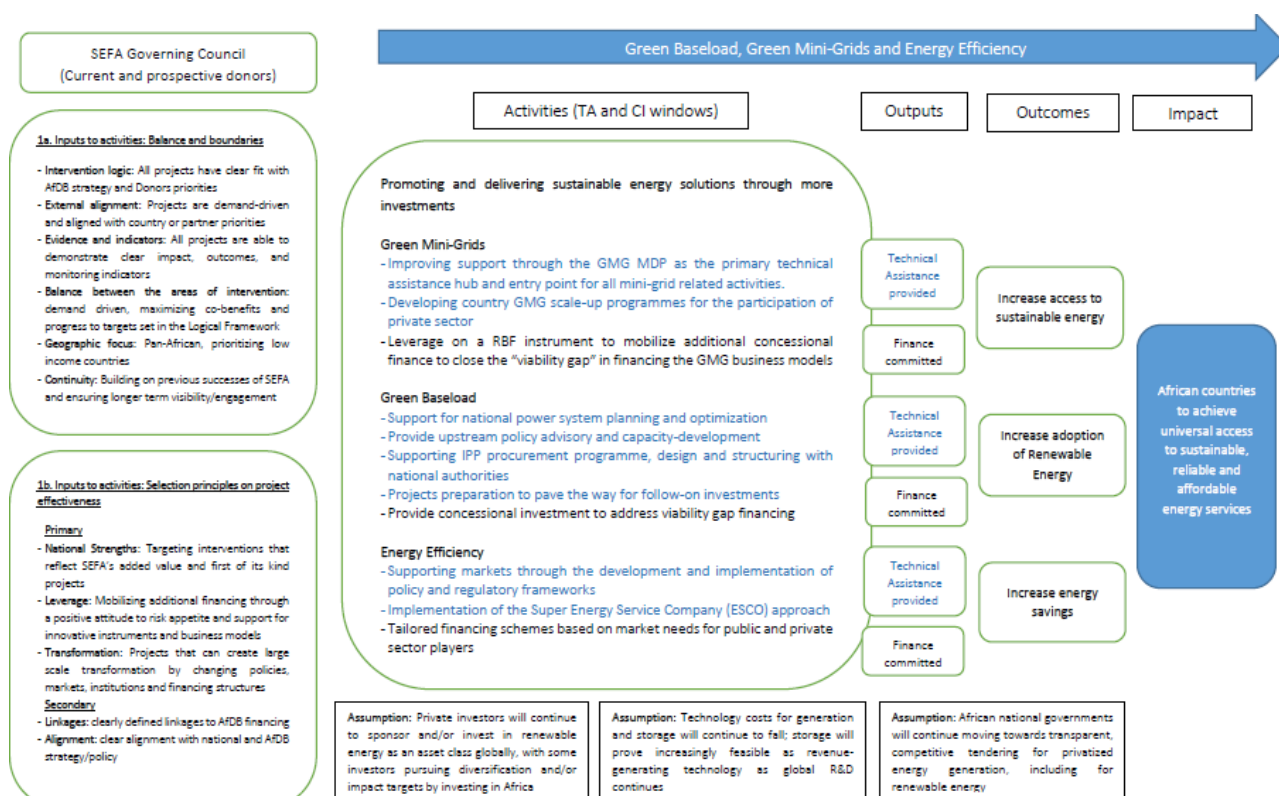 SEFA Governing Council
(Current and prospective donors)
Green Baseload, Green Mini-Grids and Energy Efficiency
Activities (TA and CI windows)
Outputs
Outcomes
Impact
1a. Inputs to activities: Balance and boundaries
- Intervention logic: All projects have clear fit with
AfDB strategy and Donors priorities
- External alignment: Projects are demand-driven
and aligned with country or partner priorities
- Evidence and indicators: All projects are able to
demonstrate clear impact, outcomes, and
monitoring indicators
- Balance between the areas of intervention:
demand driven, maximizing co-benefits and
progress to targets set in the Logical Framework
- Geographic focus: Pan-African, prioritizing low
income countries
- Continuity: Building on previous successes of SEFA
and ensuring longer term visibility/engagement
1b. Inputs to activities: Selection principles on project
effectiveness
Primary
- National Strengths: Targeting interventions that
reflect SEFA's added value and first of its kind
projects
- Leverage: Mobilizing additional financing through
a positive attitude to risk appetite and support for
innovative instruments and business models
- Transformation: Projects that can create large
scale transformation by changing policies,
markets, institutions and financing structures
Secondary
- Linkages: clearly defined linkages to AfDB financing
- Alignment: clear alignment with national and AfDB
strategy/policy
Promoting and delivering sustainable energy solutions through more
investments
Green Mini-Grids
- Improving support through the GMG MDP as the primary technical
assistance hub and entry point for all mini-grid related activities.
- Developing country GMG scale-up programmes for the participation of
private sector
- Leverage on a RBF instrument to mobilize additional concessional
finance to close the "viability gap" in financing the GMG business models
Green Baseload
- Support for national power system planning and optimization
- Provide upstream policy advisory and capacity-development
- Supporting IPP procurement programme, design and structuring with
national authorities
- Projects preparation to pave the way for follow-on investments
- Provide concessional investment to address viability gap financing
Energy Efficiency
- Supporting markets through the development and implementation of
policy and regulatory frameworks
- Implementation of the Super Energy Service Company (ESCO) approach
- Tailored financing schemes based on market needs for public and private
sector players
Technical
Assistance
provided
Finance
committed
Technical
Assistance
provided
Finance
committed
Technical
Assistance
provided
Finance
committed
Increase access to
sustainable energy
Increase adoption
of Renewable
Energy
Increase energy
savings
African countries
to achieve
universal access
to sustainable,
reliable and
affordable
energy services
Assumption: Private investors will continue
to sponsor and/or invest in renewable
energy as an asset class globally, with some
investors pursuing diversification and/or
impact targets by investing in Africa
Assumption: Technology costs for generation
and storage will continue to fall; storage will
prove increasingly feasible as revenue-
generating technology as global R&D
continues
Assumption: African national governments
will continue moving towards transparent,
competitive tendering for privatized
energy generation, including for
renewable energy